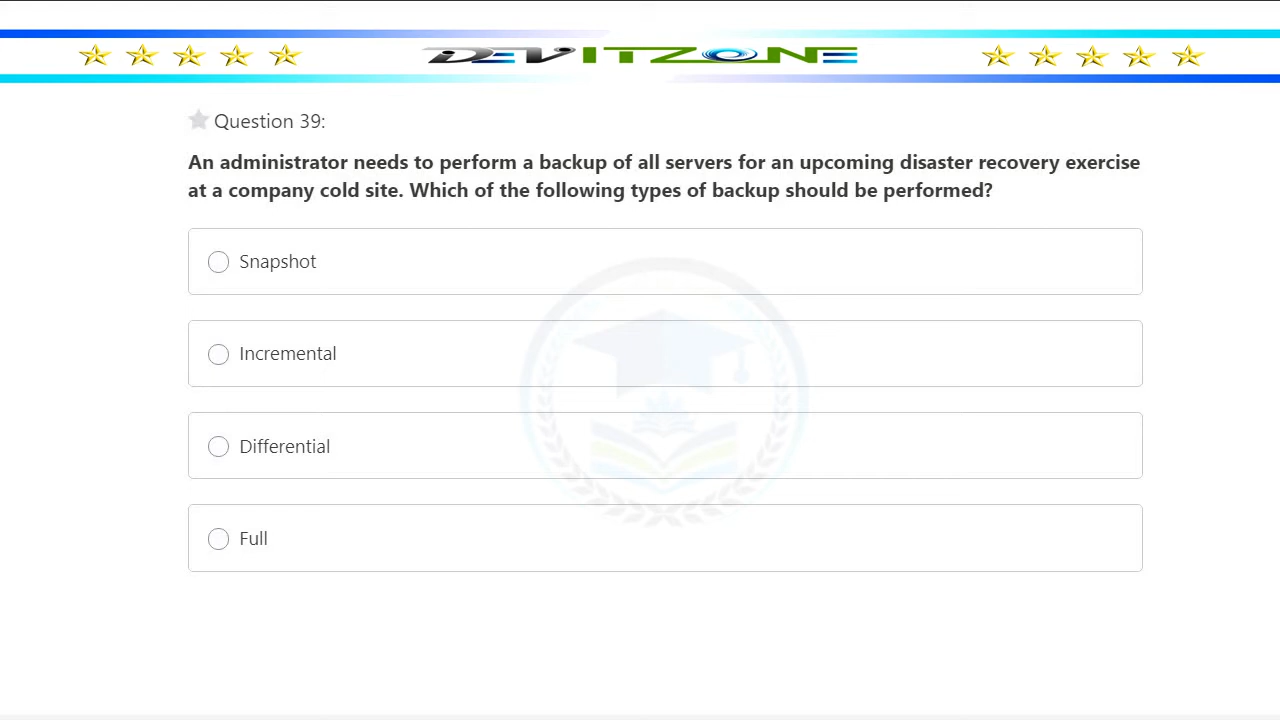 DEVITZONE
Question 39:
An administrator needs to perform a backup of all servers for an upcoming disaster recovery exercise
at a company cold site. Which of the following types of backup should be performed?
Snapshot
Incremental
Differential
Full